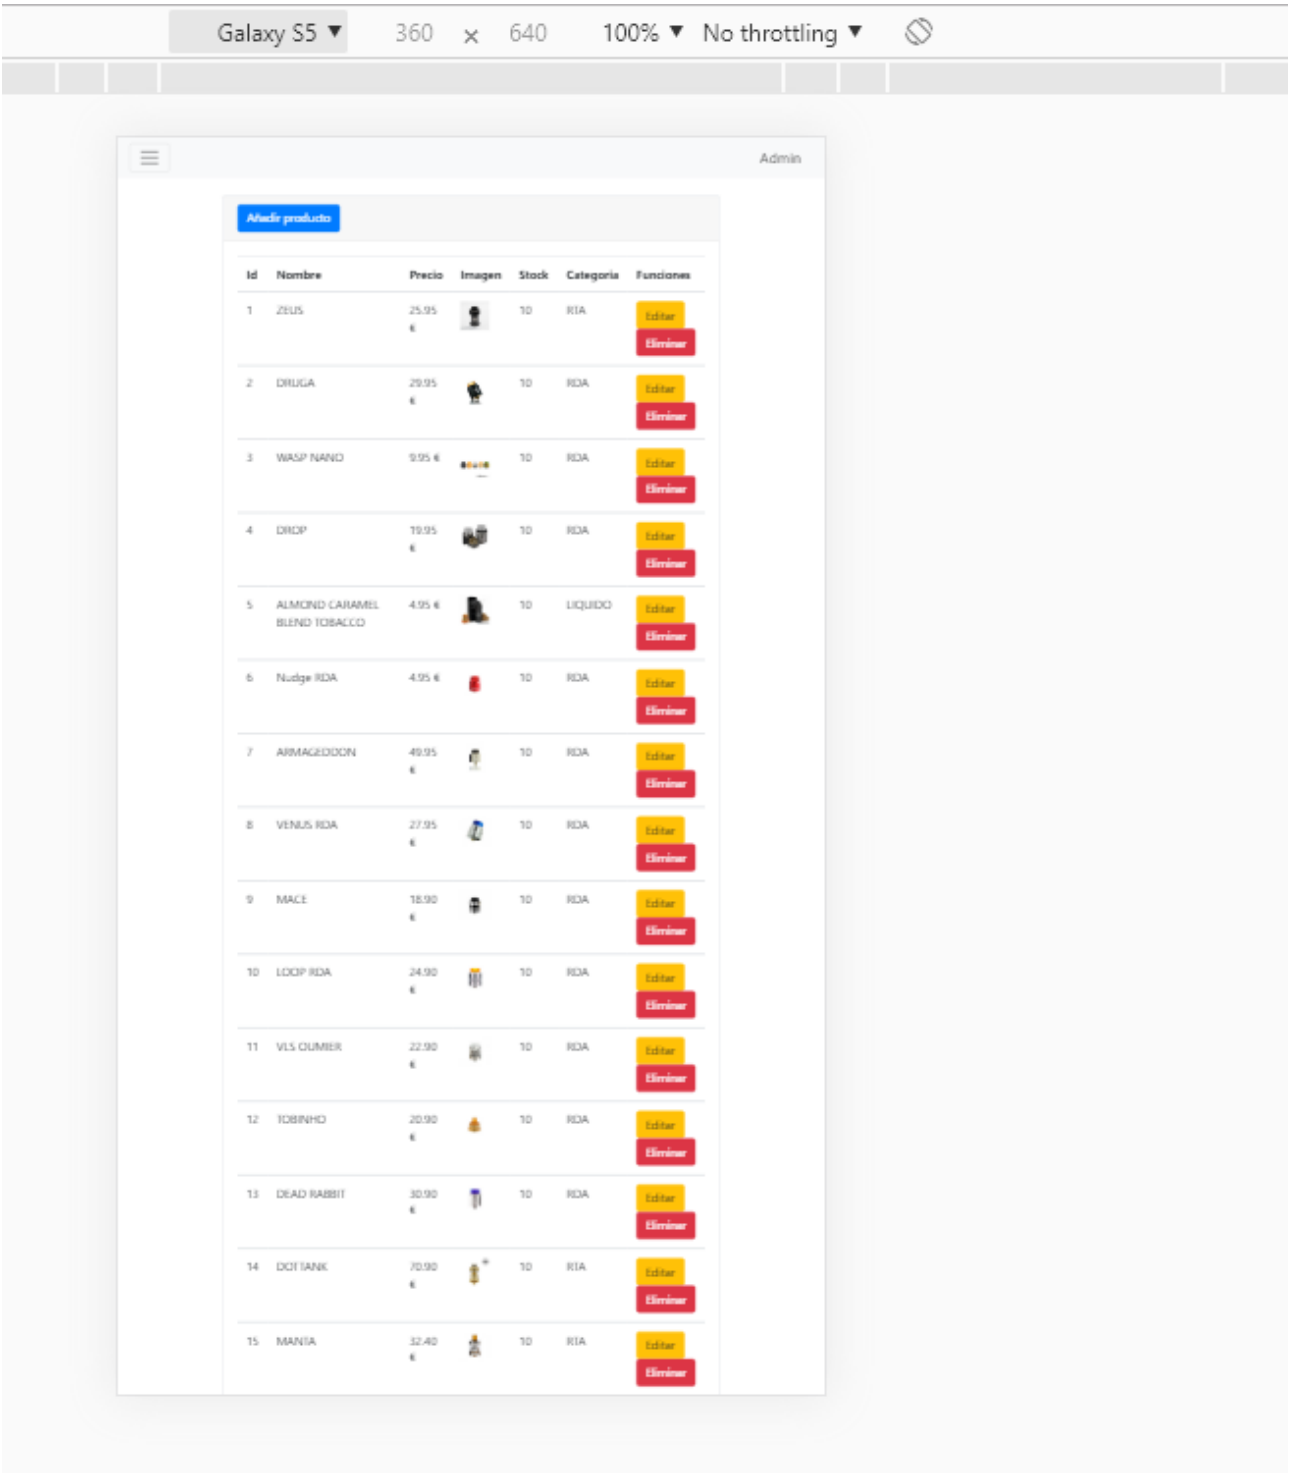 Galaxy S5 ▼ 360 × 640 100% ▼ No throttling ▼
Admin
Añadir producto
Id Nombre Precio Imagen Stock Categoria Funciones
1 ZEUS 25.95 10 RTA Editar
€ Eliminar
2 DRUGA 29.95 10 RDA Editar
€ Eliminar
3 WASP NANO 9.95 € 10 RDA Editar
Eliminar
4 DROP 19.95 10 RDA Editar
€ Eliminar
5 ALMOND CARAMEL 4.95 € 10 LIQUIDO Editar
BLEND TOBACCO Eliminar
6 Nudge RDA 4.95 € 10 RDA Editar
Eliminar
7 ARMAGEDDON 49.95 10 RDA Editar
€ Eliminar
8 VENUS RDA 27.95 10 RDA Editar
€ Eliminar
9 MACE 18.90 10 RDA Editar
€ Eliminar
10 LOOP RDA 24.90 10 RDA Editar
€ Eliminar
11 VLS OUMIER 22.90 10 RDA Editar
€ Eliminar
12 TOBINHO 20.90 10 RDA Editar
€ Eliminar
13 DEAD RABBIT 30.90 10 RDA Editar
€ Eliminar
14 DOTTANK 70.90 10 RTA Editar
€ Eliminar
15 MANTA 32.40 10 RTA Editar
€ Eliminar